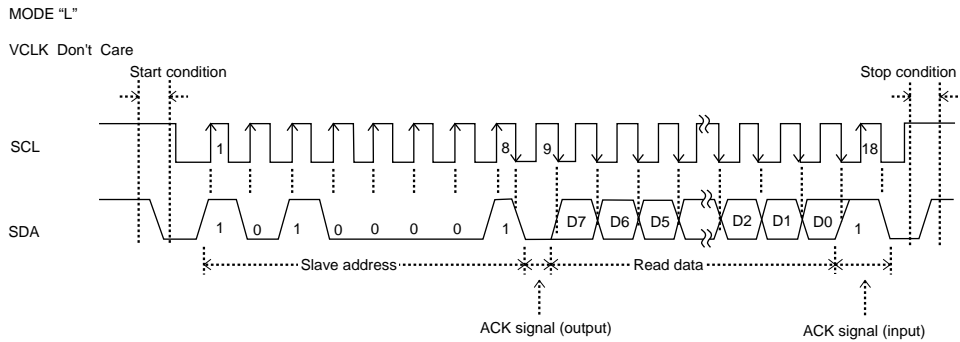 MODE “L”
VCLK Don't Care
Start condition
Stop condition
SCL
1
8
9
18
SDA
1 0 1 0 0 0 0 1 D7 D6 D5 D2 D1 D0 1
Slave address
Read data
ACK signal (output)
ACK signal (input)